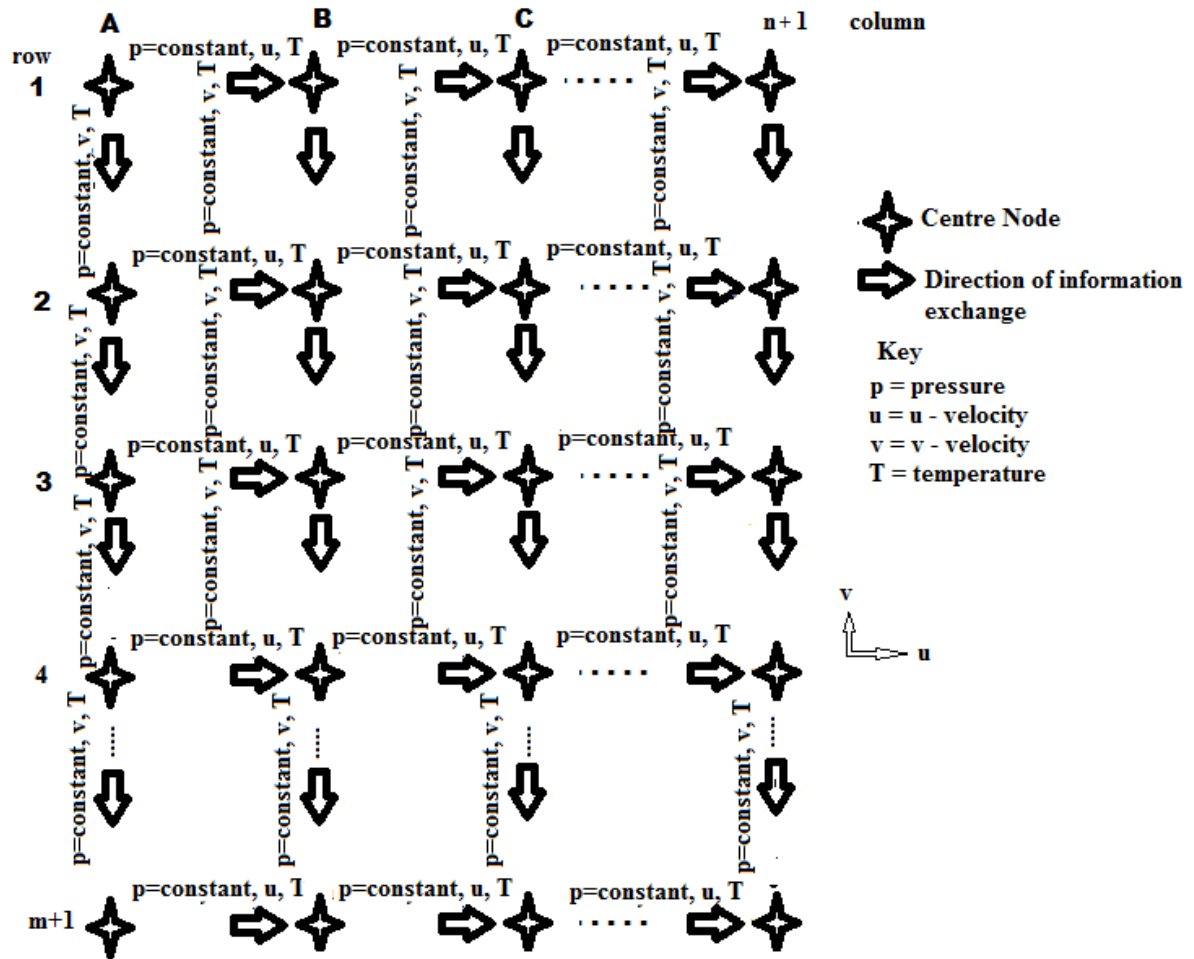 A B C n+1 column
row
p=constant, u, T p=constant, u, T p=constant, u, T
1
p=constant, v, T p=constant, v, T p=constant, v, T p=constant, v, T
p=constant, u, T p=constant, u, T p=constant, u, T
2
p=constant, v, T p=constant, v, T p=constant, v, T p=constant, v, T
p=constant, u, T p=constant, u, T p=constant, u, T
3
p=constant, v, T p=constant, v, T p=constant, v, T p=constant, v, T
p=constant, u, T p=constant, u, T p=constant, u, T
4
p=constant, v, T p=constant, v, T p=constant, v, T p=constant, v, T
p=constant, u, T p=constant, u, T p=constant, u, T
m+1
Centre Node
Direction of information
exchange
Key
p = pressure
u = u - velocity
v = v - velocity
T = temperature
v
u